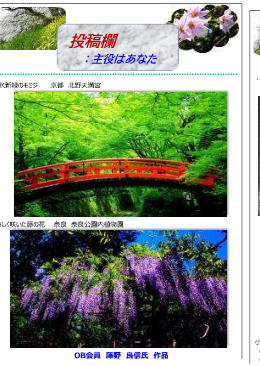 投稿欄
：主役はあなた
新緑のモミジ 京都 北野天満宮
しく咲いた藤の花 奈良 奈良公園内植物園
OB会員 陣野 良信氏 作品